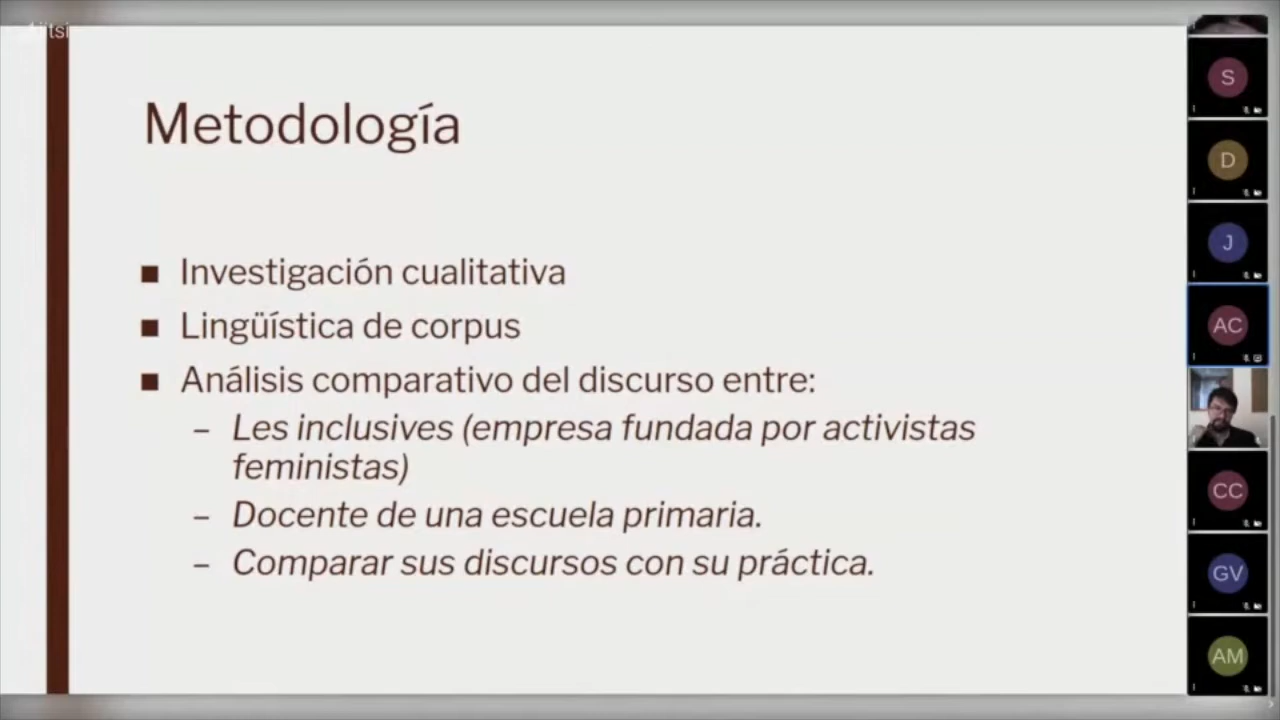 Metodología
Investigación cualitativa
Lingüística de corpus
Análisis comparativo del discurso entre:
– Les inclusives (empresa fundada por activistas
feministas)
– Docente de una escuela primaria.
– Comparar sus discursos con su práctica.
S
D
J
AC
CC
GV
AM